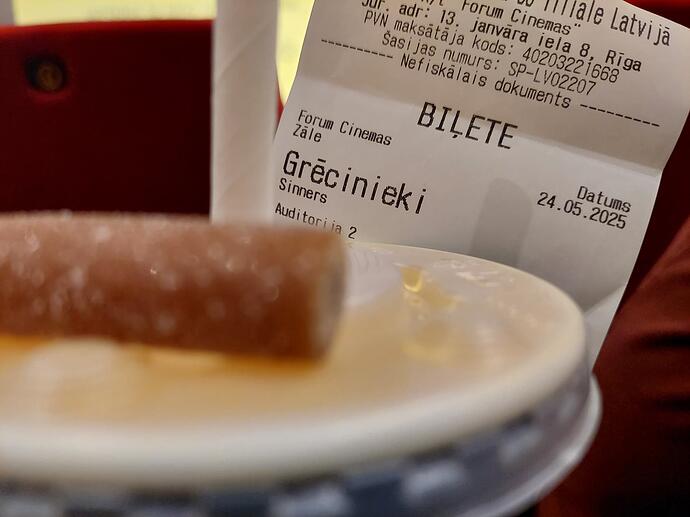 filiāle Latvijā
Forum Cinemas"
Jur. adr: 13. janvāra iela 8, Rīga
PVN maksātāja kods: 40203221668
Šasijas numurs: SP-LV02207
---------- Nefiskālais dokuments ----------
BIĻETE
Forum Cinemas
Zāle
Datums
Grēcinieki
24.05.2025
Sinners
Auditorija 2